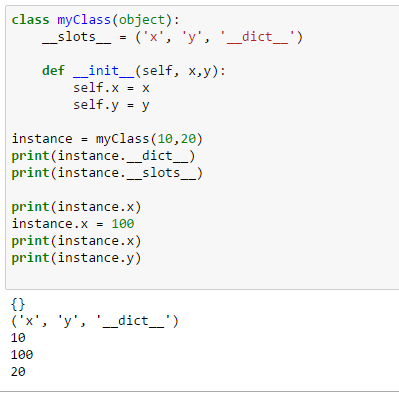 class myClass(object):
    __slots__ = ('x', 'y', '__dict__')

    def __init__(self, x,y):
        self.x = x
        self.y = y

instance = myClass(10,20)
print(instance.__dict__)
print(instance.__slots__)

print(instance.x)
instance.x = 100
print(instance.x)
print(instance.y)

{}
('x', 'y', '__dict__')
10
100
20